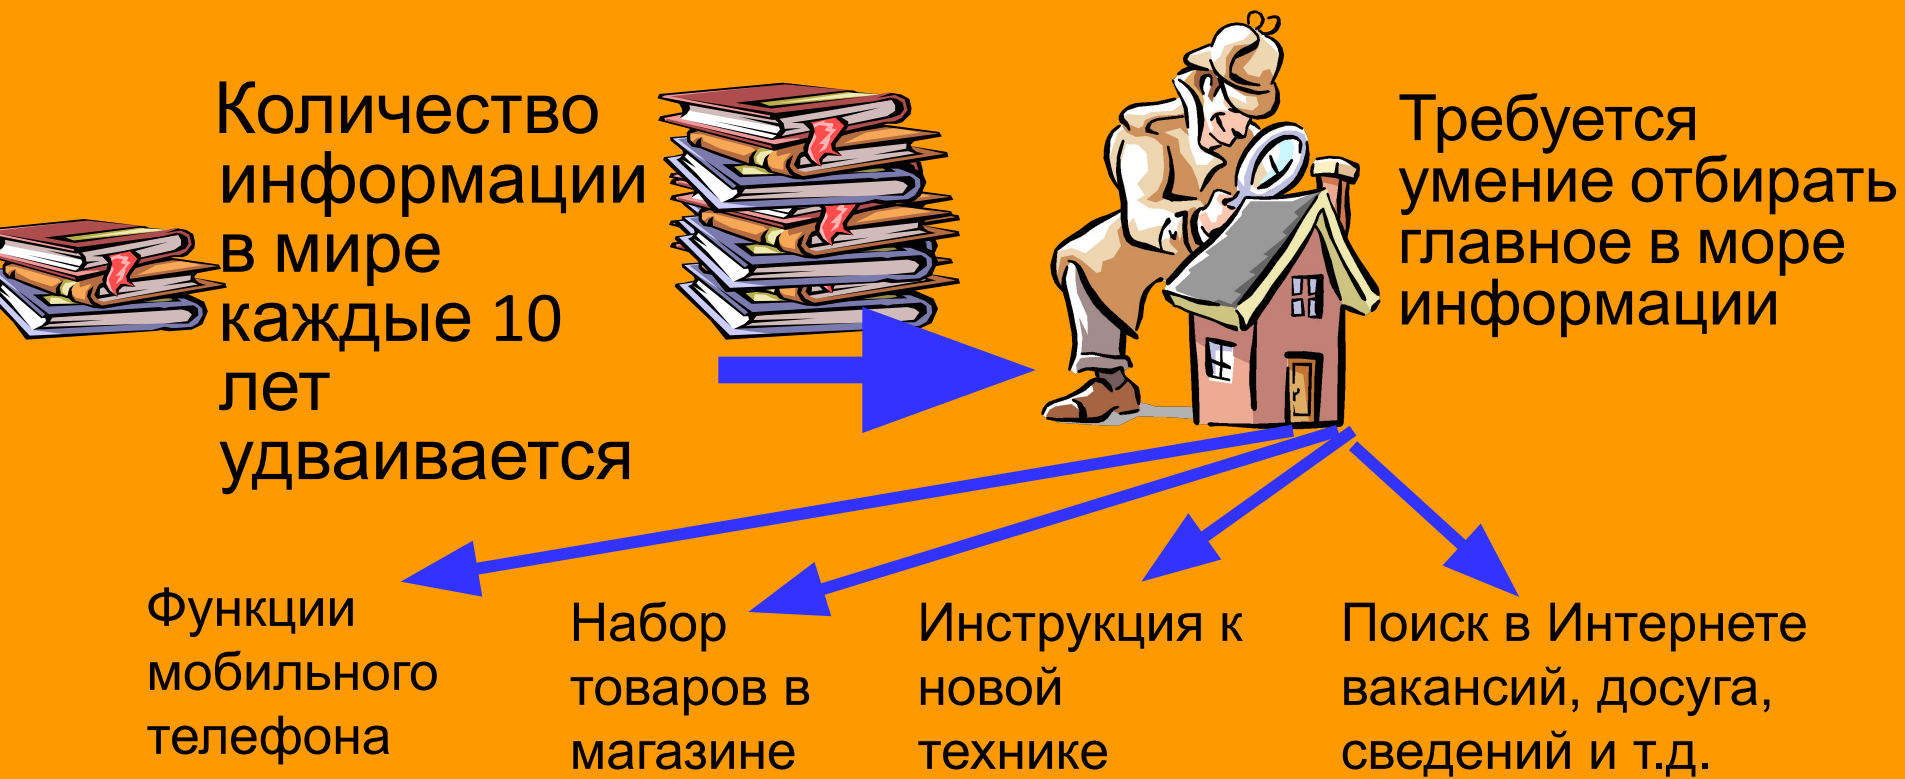 Количество
информации
в мире
каждые 10
лет
удваивается
Требуется
умение отбирать
главное в море
информации
Функции
мобильного
телефона
Набор
товаров в
магазине
Инструкция к
новой
технике
Поиск в Интернете
вакансий, досуга,
сведений и т.д.